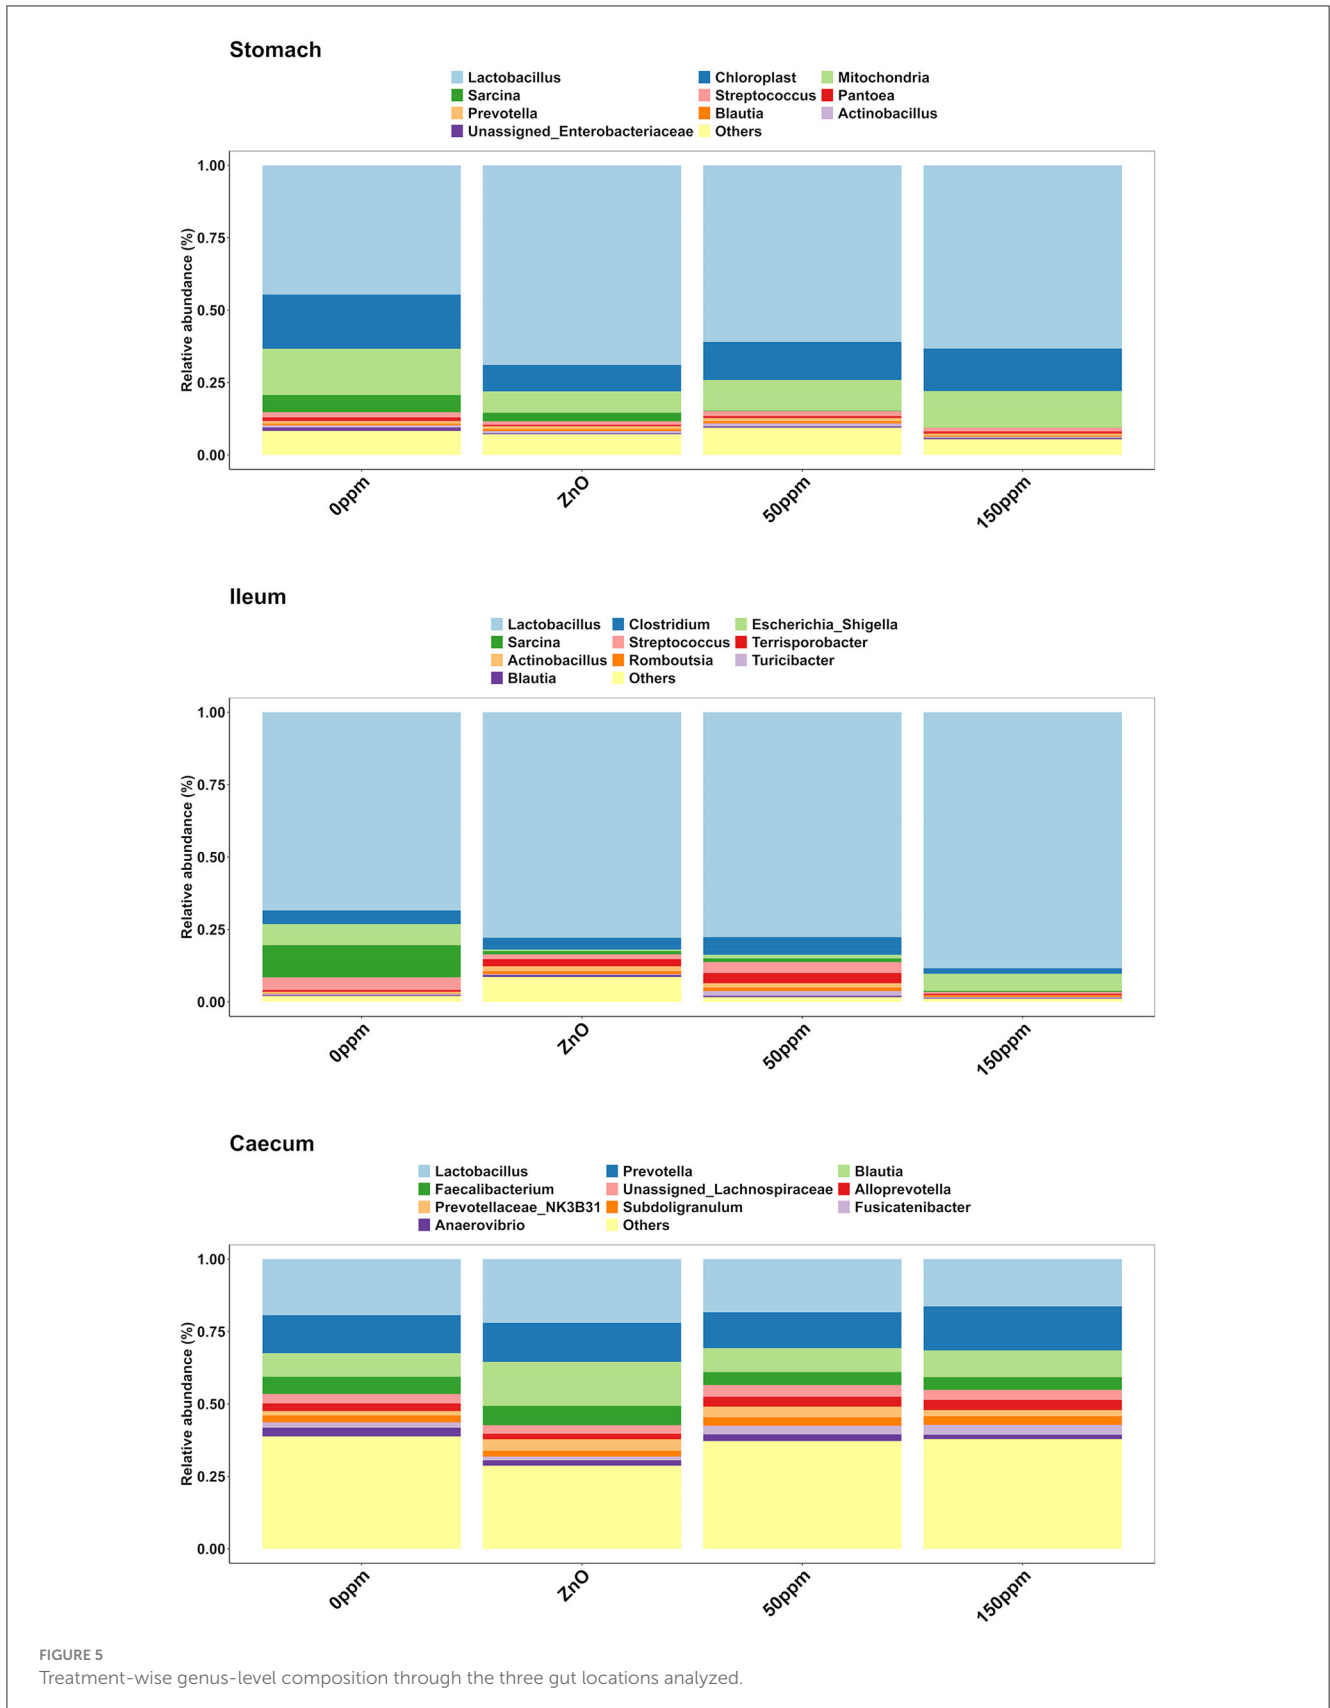 Stomach
Lactobacillus Chloroplast Mitochondria
Sarcina Streptococcus Pantoea
Prevotella Blautia Actinobacillus
Unassigned_Enterobacteriaceae Others
Relative abundance (%)
1.00
0.75
0.50
0.25
0.00
0ppm ZnO 50ppm 150ppm
Ileum
Lactobacillus Clostridium Escherichia_Shigella
Sarcina Streptococcus Terrisporobacter
Actinobacillus Romboutsia Turicibacter
Blautia Others
Relative abundance (%)
1.00
0.75
0.50
0.25
0.00
0ppm ZnO 50ppm 150ppm
Caecum
Lactobacillus Prevotella Blautia
Faecalibacterium Unassigned_Lachnospiraceae Alloprevotella
Prevotellaceae_NK3B31 Subdoligranulum Fusicatenibacter
Anaerovibrio Others
Relative abundance (%)
1.00
0.75
0.50
0.25
0.00
0ppm ZnO 50ppm 150ppm
FIGURE 5
Treatment-wise genus-level composition through the three gut locations analyzed.